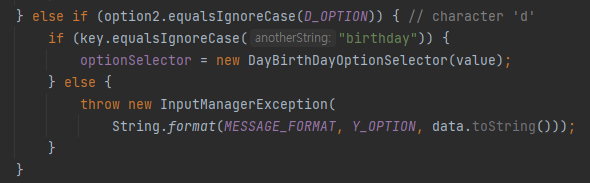 } else if (option2.equalsIgnoreCase(D_OPTION)) { // character 'd'
    if (key.equalsIgnoreCase( anotherString: "birthday")) {
        optionSelector = new DayBirthDayOptionSelector(value);
    } else {
        throw new InputManagerException(
            String.format(MESSAGE_FORMAT, Y_OPTION, data.toString()));
    }
}